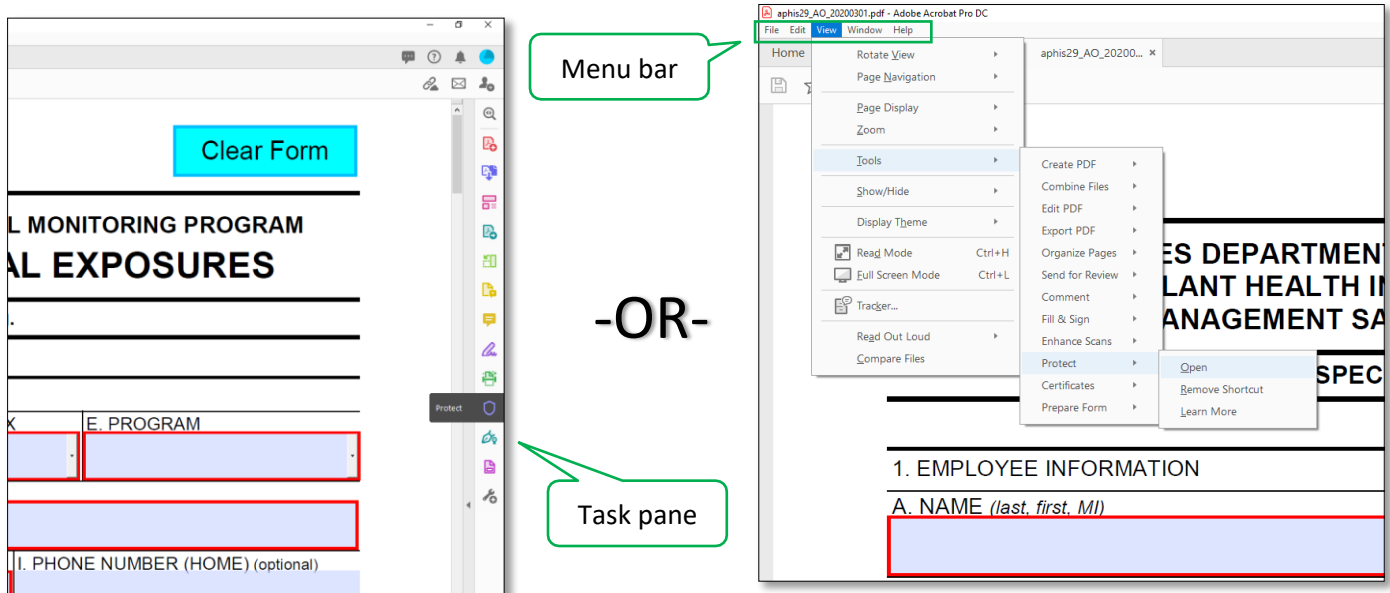 Clear Form
L MONITORING PROGRAM
AL EXPOSURES
Protect
X
E. PROGRAM
I. PHONE NUMBER (HOME) (optional)
Menu bar
-OR-
Task pane
aphis29_AO_20200301.pdf - Adobe Acrobat Pro DC
File Edit View Window Help
Home
aphis29_AO_20200... ×
Rotate View
Page Navigation
Page Display
Zoom
Tools
Show/Hide
Display Theme
Read Mode Ctrl+H
Full Screen Mode Ctrl+L
Tracker...
Read Out Loud
Compare Files
Create PDF
Combine Files
Edit PDF
Export PDF
Organize Pages
Send for Review
Comment
Fill & Sign
Enhance Scans
Protect
Certificates
Prepare Form
Open
Remove Shortcut
Learn More
ES DEPARTMEN
LANT HEALTH I
ANAGEMENT SA
SPEC
1. EMPLOYEE INFORMATION
A. NAME (last, first, MI)